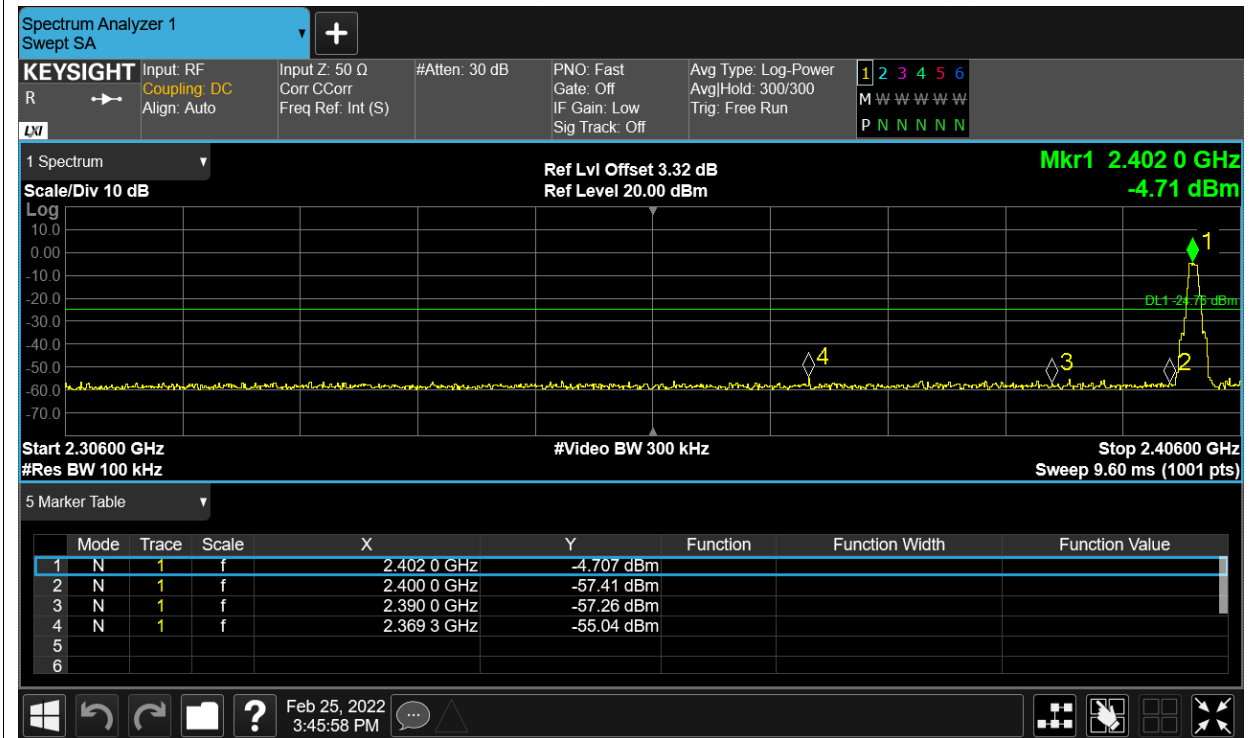 Spectrum Analyzer 1
Swept SA
KEYSIGHT Input: RF Input Z: 50 Ω #Atten: 30 dB PNO: Fast Avg Type: Log-Power 1 2 3 4 5 6
R Coupling: DC Corr CCorr Gate: Off Avg|Hold: 300/300 M W W W W W
Align: Auto Freq Ref: Int (S) IF Gain: Low Trig: Free Run
LXI Sig Track: Off P N N N N N
1 Spectrum Ref Lvl Offset 3.32 dB Mkr1 2.402 0 GHz
Scale/Div 10 dB Ref Level 20.00 dBm -4.71 dBm
Log
10.0
0.00 1
-10.0
-20.0 DL1 -24.76 dBm
-30.0
-40.0
-50.0 4 3 2
-60.0
-70.0
Start 2.30600 GHz #Video BW 300 kHz Stop 2.40600 GHz
#Res BW 100 kHz Sweep 9.60 ms (1001 pts)
5 Marker Table
Mode Trace Scale X Y Function Function Width Function Value
1 N 1 f 2.402 0 GHz -4.707 dBm
2 N 1 f 2.400 0 GHz -57.41 dBm
3 N 1 f 2.390 0 GHz -57.26 dBm
4 N 1 f 2.369 3 GHz -55.04 dBm
5
6
? Feb 25, 2022
3:45:58 PM